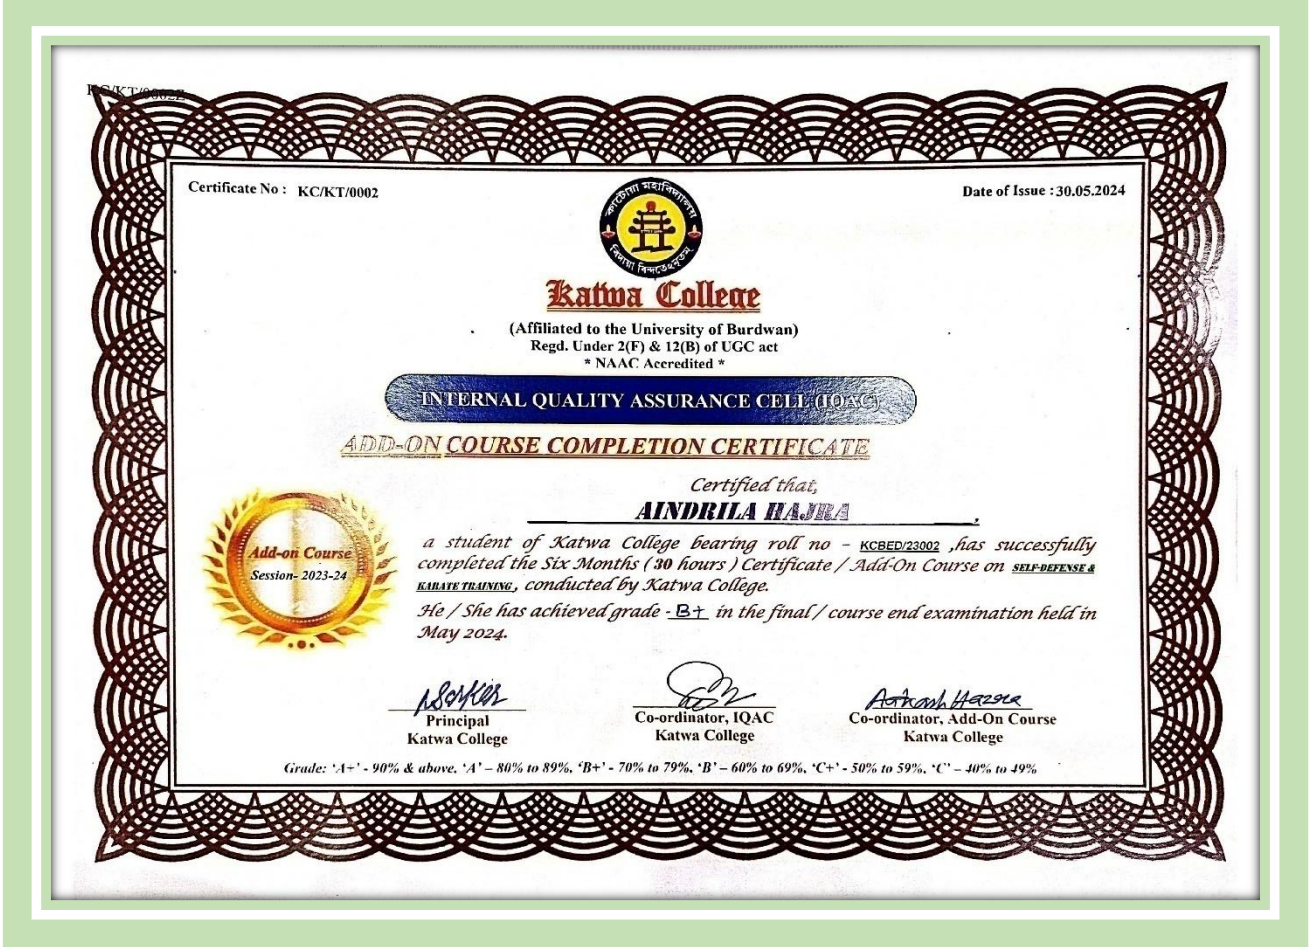 KC/KT/0002
Certificate No : KC/KT/0002
Date of Issue : 30.05.2024
কাটোয়া মহাবিদ্যালয়
Katwa College
(Affiliated to the University of Burdwan)
Regd. Under 2(F) & 12(B) of UGC act
* NAAC Accredited *
INTERNAL QUALITY ASSURANCE CELL (IQAC)
ADD-ON COURSE COMPLETION CERTIFICATE
Certified that,
AINDRILA HAJRA,
a student of Katwa College bearing roll no – KCBED/23002 ,has successfully
completed the Six Months ( 30 hours ) Certificate / Add-On Course on SELF-DEFENSE &
KARATE TRAINING, conducted by Katwa College.
He / She has achieved grade - B+ in the final / course end examination held in
May 2024.
Add-on Course
Session- 2023-24
Principal
Katwa College
Co-ordinator, IQAC
Katwa College
Co-ordinator, Add-On Course
Katwa College
Grade: ‘A+’ - 90% & above, ‘A’ – 80% to 89%, ‘B+’ - 70% to 79%, ‘B’ – 60% to 69%, ‘C+’ - 50% to 59%, ‘C’ – 40% to 49%